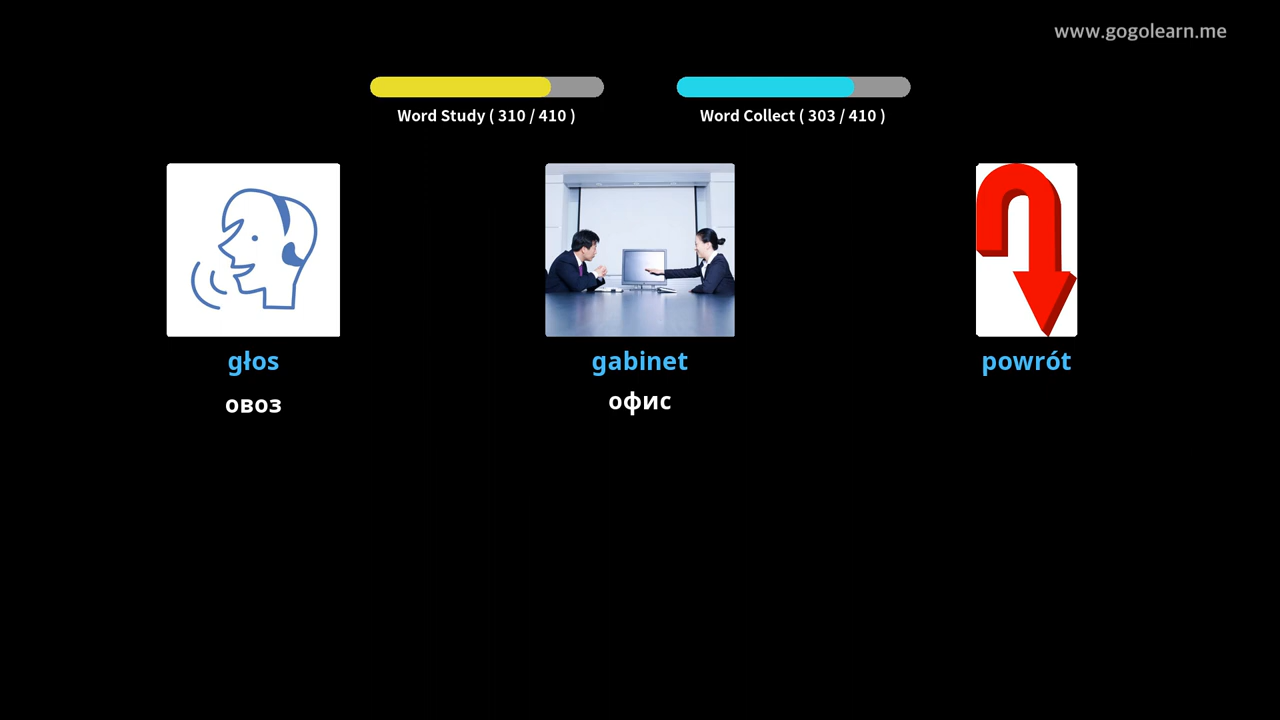 www.gogolearn.me
Word Study ( 310 / 410 )
Word Collect ( 303 / 410 )
głos
gabinet
powrót
овоз
офис